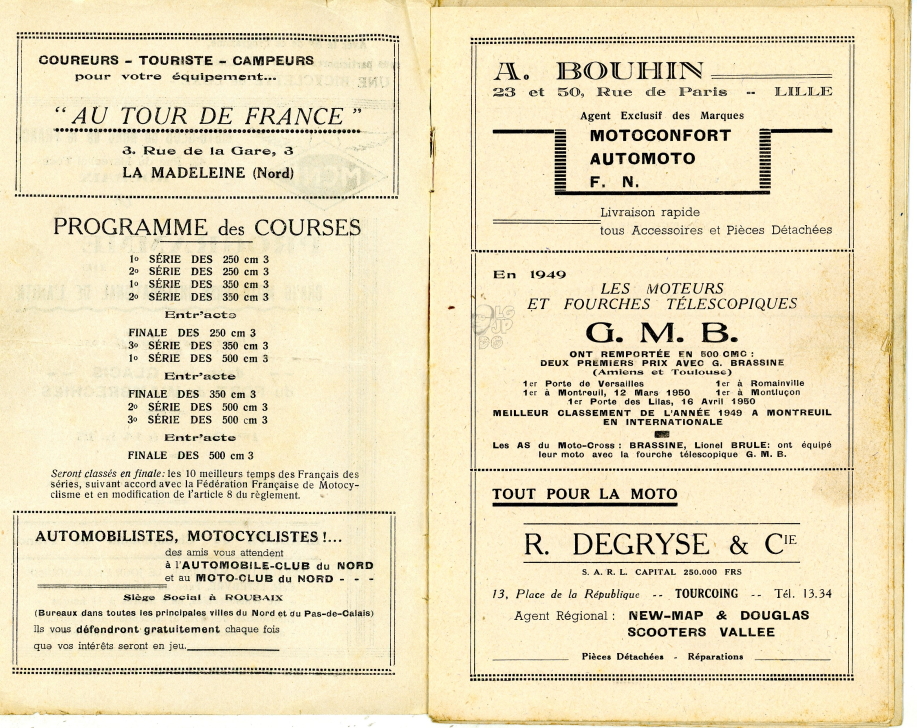 COUREURS - TOURISTE - CAMPEURS
pour votre équipement...
“ AU TOUR DE FRANCE ”
3. Rue de la Gare, 3
LA MADELEINE (Nord)
PROGRAMME des COURSES
1º SÉRIE DES 250 cm 3
2º SÉRIE DES 250 cm 3
1º SÉRIE DES 350 cm 3
2º SÉRIE DES 350 cm 3
Entr'acte
FINALE DES 250 cm 3
3º SÉRIE DES 350 cm 3
1º SÉRIE DES 500 cm 3
Entr'acte
FINALE DES 350 cm 3
2º SÉRIE DES 500 cm 3
3º SÉRIE DES 500 cm 3
Entr'acte
FINALE DES 500 cm 3
Seront classés en finale: les 10 meilleurs temps des Français des
séries, suivant accord avec la Fédération Française de Motocy-
clisme et en modification de l'article 8 du règlement.
AUTOMOBILISTES, MOTOCYCLISTES !...
des amis vous attendent
à l'AUTOMOBILE-CLUB du NORD
et au MOTO-CLUB du NORD - - -
Siège Social à ROUBAIX
(Bureaux dans toutes les principales villes du Nord et du Pas-de-Calais)
Ils vous défendront gratuitement chaque fois
que vos intérêts seront en jeu.
A. BOUHIN
23 et 50, Rue de Paris -- LILLE
Agent Exclusif des Marques
MOTOCONFORT
AUTOMOTO
F. N.
Livraison rapide
tous Accessoires et Pièces Détachées
En 1949
LES MOTEURS
ET FOURCHES TÉLESCOPIQUES
G. M. B.
ONT REMPORTÉE EN 500 CMC :
DEUX PREMIERS PRIX AVEC G. BRASSINE
(Amiens et Toulouse)
1er Porte de Versailles 1er à Romainville
1er à Montreuil, 12 Mars 1950 1er à Montluçon
1er Porte des Lilas, 16 Avril 1950
MEILLEUR CLASSEMENT DE L'ANNÉE 1949 A MONTREUIL
EN INTERNATIONALE
Les AS du Moto-Cross : BRASSINE, Lionel BRULE: ont équipé
leur moto avec la fourche télescopique G. M. B.
TOUT POUR LA MOTO
R. DEGRYSE & CIE
S. A. R. L. CAPITAL 250.000 FRS
13, Place de la République -- TOURCOING -- Tél. 13.34
Agent Régional : NEW-MAP & DOUGLAS
SCOOTERS VALLEE
Pièces Détachées - Réparations